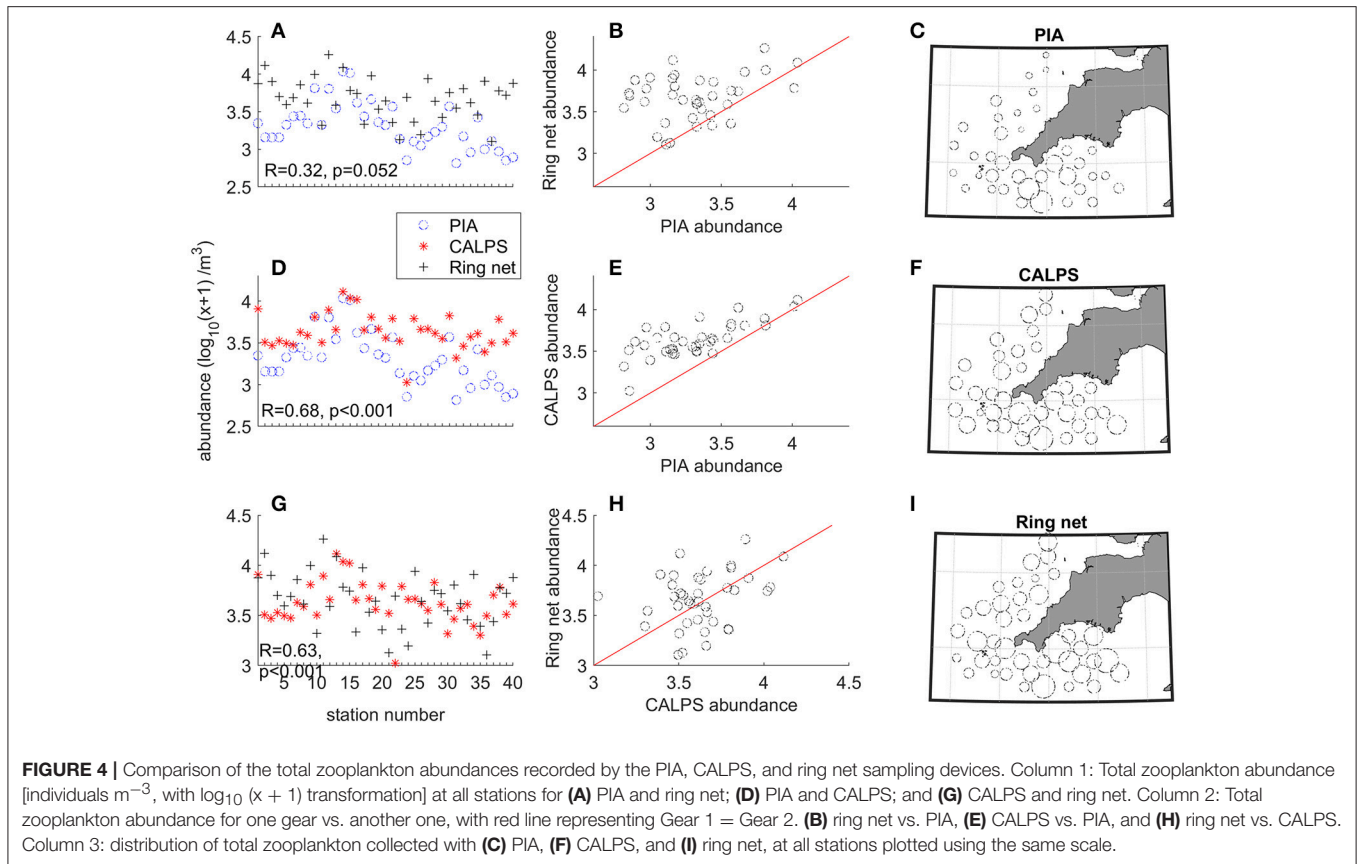 A
4.5
4
3.5
3
2.5
R=0.32, p=0.052
B
Ring net abundance
4
3.5
3
3
3.5
4
PIA abundance
C
PIA
abundance (log10(x+1) /m3)
PIA
CALPS
Ring net
D
4
3.5
3
2.5
R=0.68, p<0.001
E
CALPS abundance
4
3.5
3
3
3.5
4
PIA abundance
F
CALPS
G
4.5
4
3.5
3
R=0.63,
p<0.001
5 10 15 20 25 30 35 40
station number
H
Ring net abundance
4.5
4
3.5
3
3 3.5 4 4.5
CALPS abundance
I
Ring net
FIGURE 4 | Comparison of the total zooplankton abundances recorded by the PIA, CALPS, and ring net sampling devices. Column 1: Total zooplankton abundance
[individuals m−3, with log10 (x + 1) transformation] at all stations for (A) PIA and ring net; (D) PIA and CALPS; and (G) CALPS and ring net. Column 2: Total
zooplankton abundance for one gear vs. another one, with red line representing Gear 1 = Gear 2. (B) ring net vs. PIA, (E) CALPS vs. PIA, and (H) ring net vs. CALPS.
Column 3: distribution of total zooplankton collected with (C) PIA, (F) CALPS, and (I) ring net, at all stations plotted using the same scale.